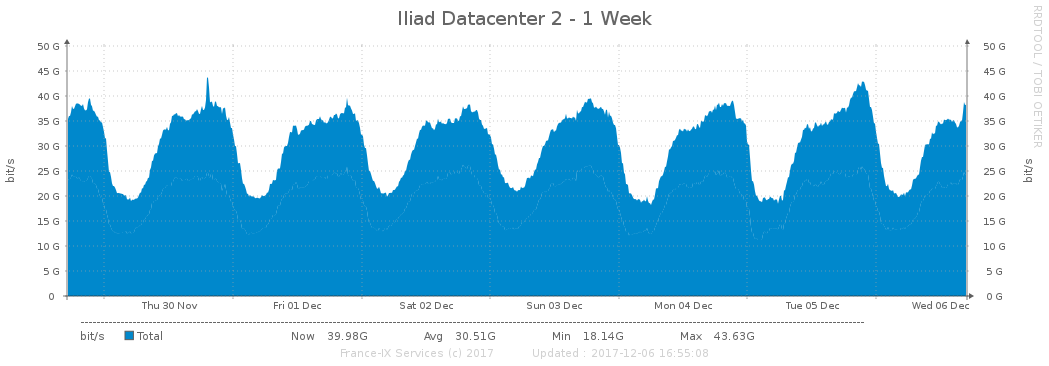 Iliad Datacenter 2 - 1 Week
RRDTOOL / TOBI OETIKER
50 G 50 G
45 G 45 G
40 G 40 G
35 G 35 G
30 G 30 G
25 G 25 G
20 G 20 G
15 G 15 G
10 G 10 G
5 G 5 G
0 0 G
bit/s bit/s
Thu 30 Nov Fri 01 Dec Sat 02 Dec Sun 03 Dec Mon 04 Dec Tue 05 Dec Wed 06 Dec
bit/s Total Now 39.98G Avg 30.51G Min 18.14G Max 43.63G
France-IX Services (c) 2017 Updated : 2017-12-06 16:55:08